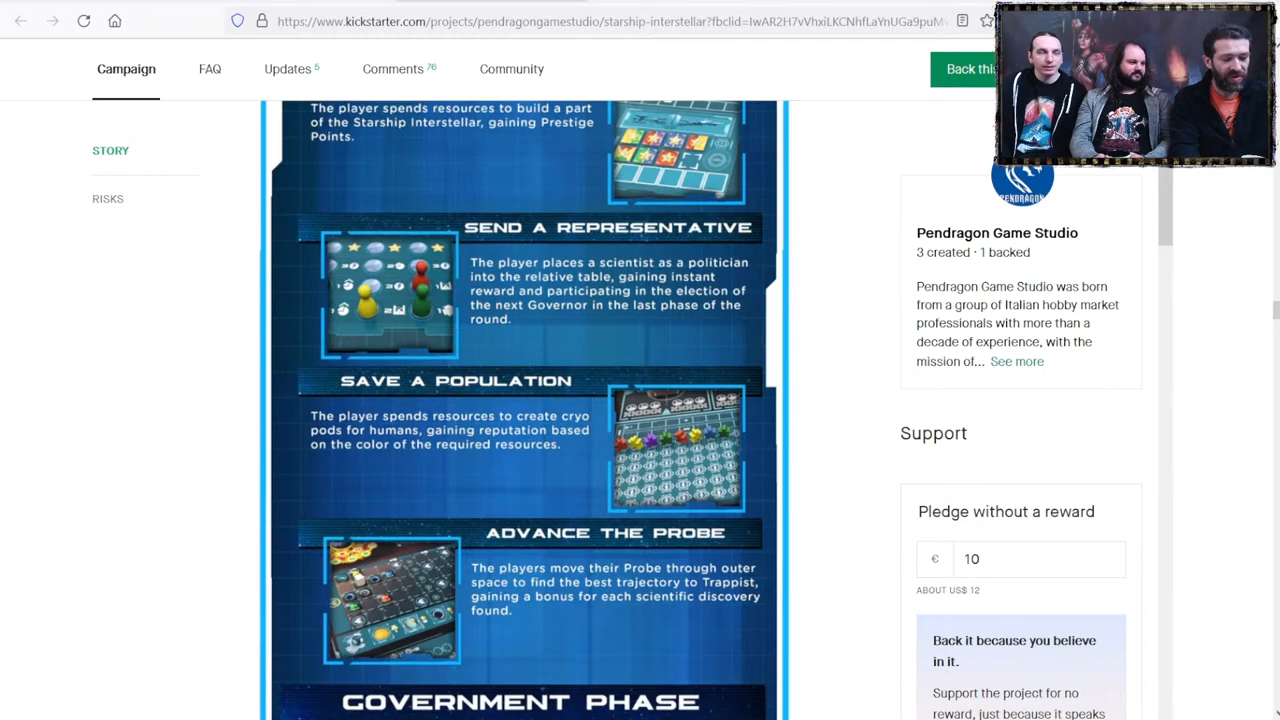 https://www.kickstarter.com/projects/pendragongamestudio/starship-interstellar?fbclid=IwAR2H7vVhxiLKCNhfLaYnUGa9puM
Campaign
FAQ
Updates 5
Comments 76
Community
Back this
STORY
RISKS
The player spends resources to build a part
of the Starship Interstellar, gaining Prestige
Points.
SEND A REPRESENTATIVE
The player places a scientist as a politician
into the relative table, gaining instant
reward and participating in the election of
the next Governor in the last phase of the
round.
SAVE A POPULATION
The player spends resources to create cryo
pods for humans, gaining reputation based
on the color of the required resources.
ADVANCE THE PROBE
The players move their Probe through outer
space to find the best trajectory to Trappist,
gaining a bonus for each scientific discovery
found.
GOVERNMENT PHASE
PENDRAGON
Pendragon Game Studio
3 created · 1 backed
Pendragon Game Studio was born
from a group of Italian hobby market
professionals with more than a
decade of experience, with the
mission of... See more
Support
Pledge without a reward
€ 10
ABOUT US$ 12
Back it because you believe
in it.
Support the project for no
reward, just because it speaks